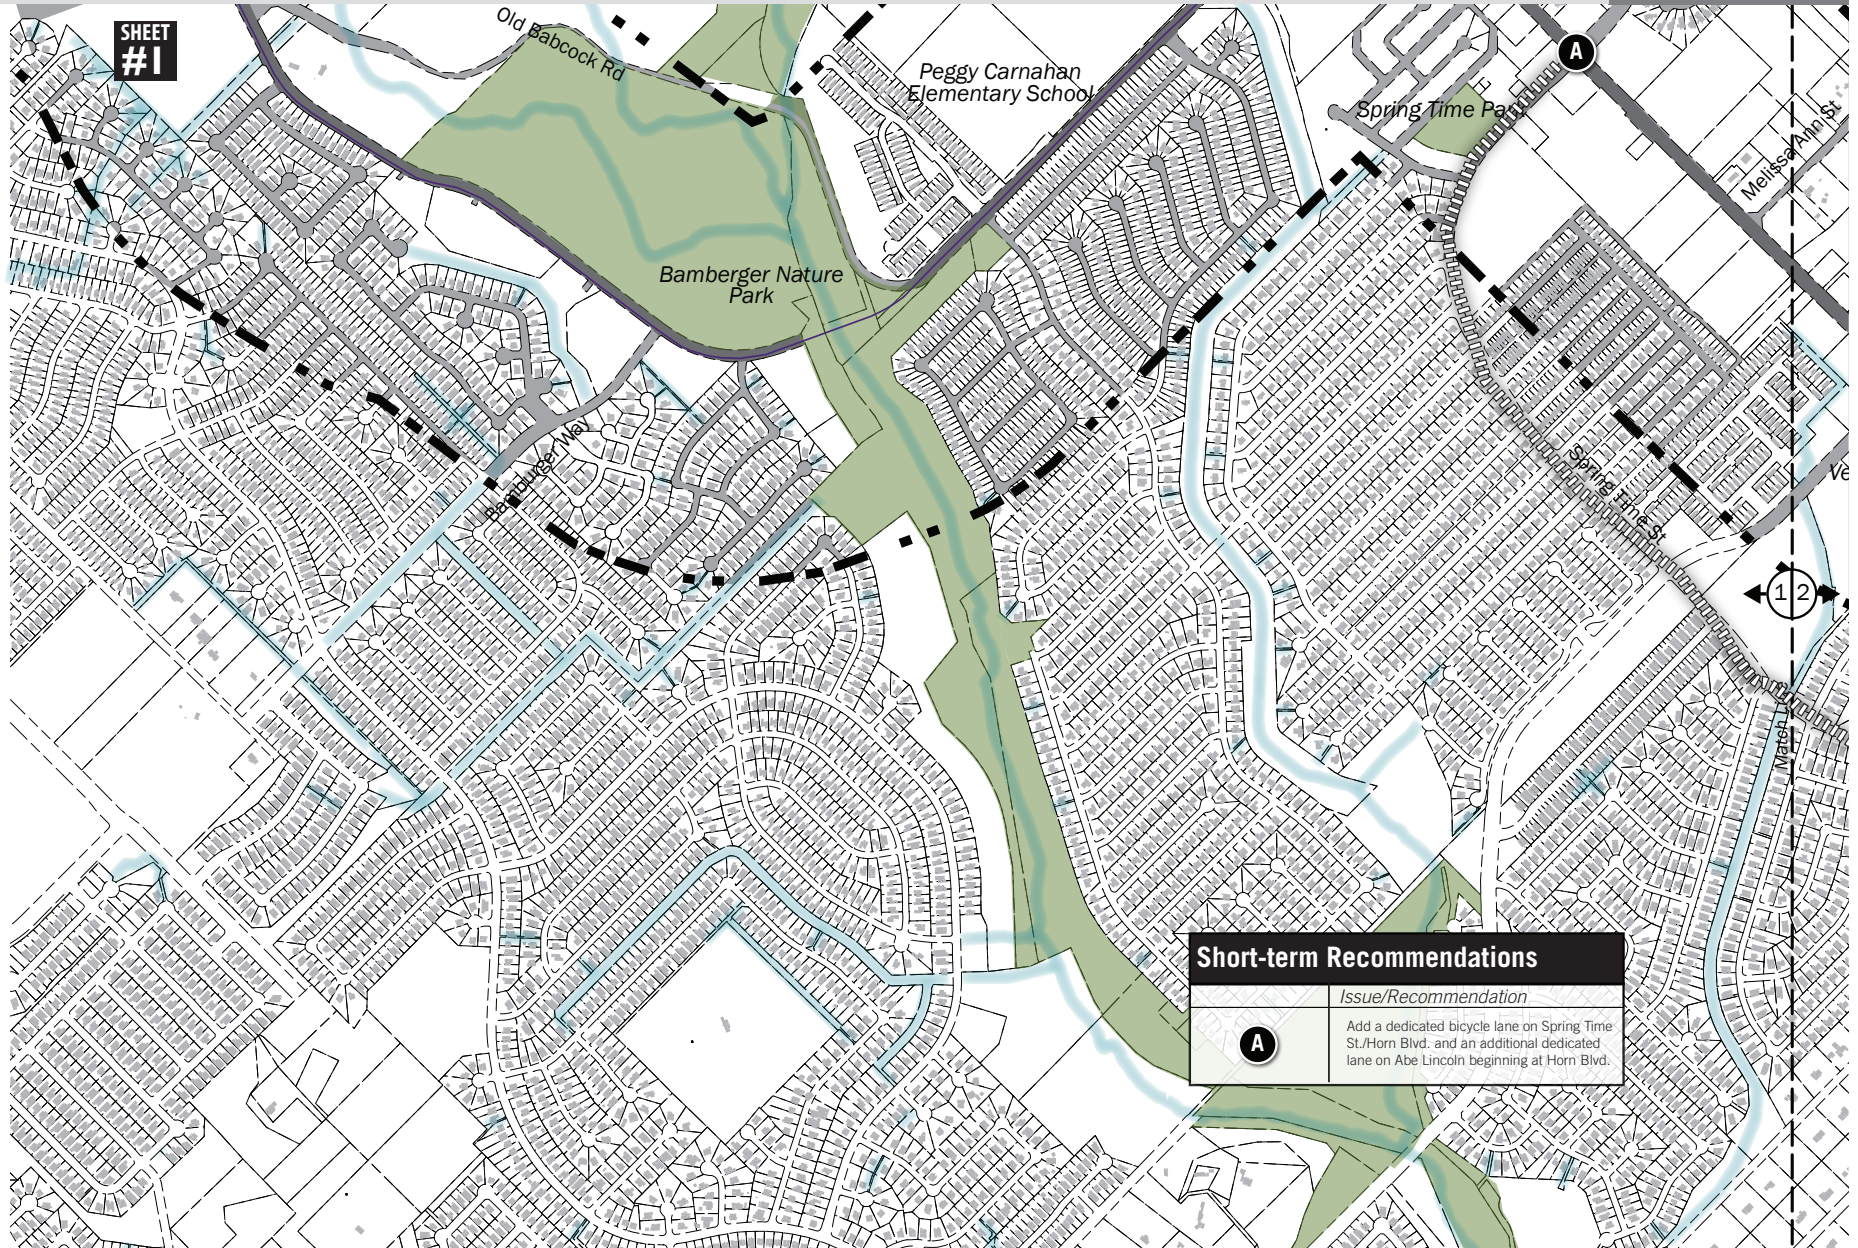 SHEET
#1
Old Babcock Rd
Peggy Carnahan
Elementary School
A
Spring Time Park
Melissa Ann St
Bamberger Nature
Park
Bamburger Way
Spring Time St
Ve
1 2
Match L
Short-term Recommendations
Issue/Recommendation
A
Add a dedicated bicycle lane on Spring Time
St./Horn Blvd. and an additional dedicated
lane on Abe Lincoln beginning at Horn Blvd.